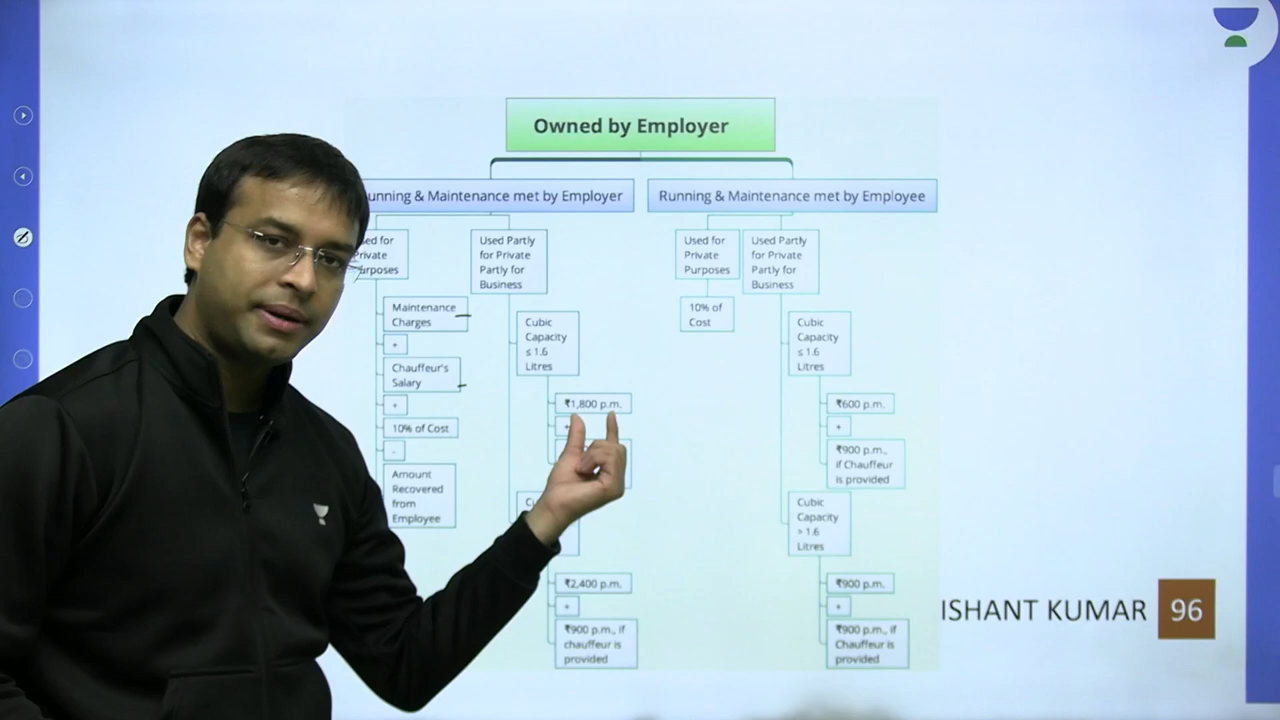 Owned by Employer
unning & Maintenance met by Employer
Running & Maintenance met by Employee
Private
Purposes
Used Partly
for Private
Partly for
Business
Used for
Private
Purposes
Used Partly
for Private
Partly for
Business
Maintenance
Charges
+
Chauffeur's
Salary
+
10% of Cost
-
Amount
Recovered
from
Employee
Cubic
Capacity
≤ 1.6
Litres
₹1,800 p.m.
+
₹2,400 p.m.
+
₹900 p.m., if
chauffeur is
provided
10% of
Cost
Cubic
Capacity
≤ 1.6
Litres
₹600 p.m.
+
₹900 p.m.,
if Chauffeur
is provided
Cubic
Capacity
> 1.6
Litres
₹900 p.m.
+
₹900 p.m., if
Chauffeur is
provided
ISHANT KUMAR 96